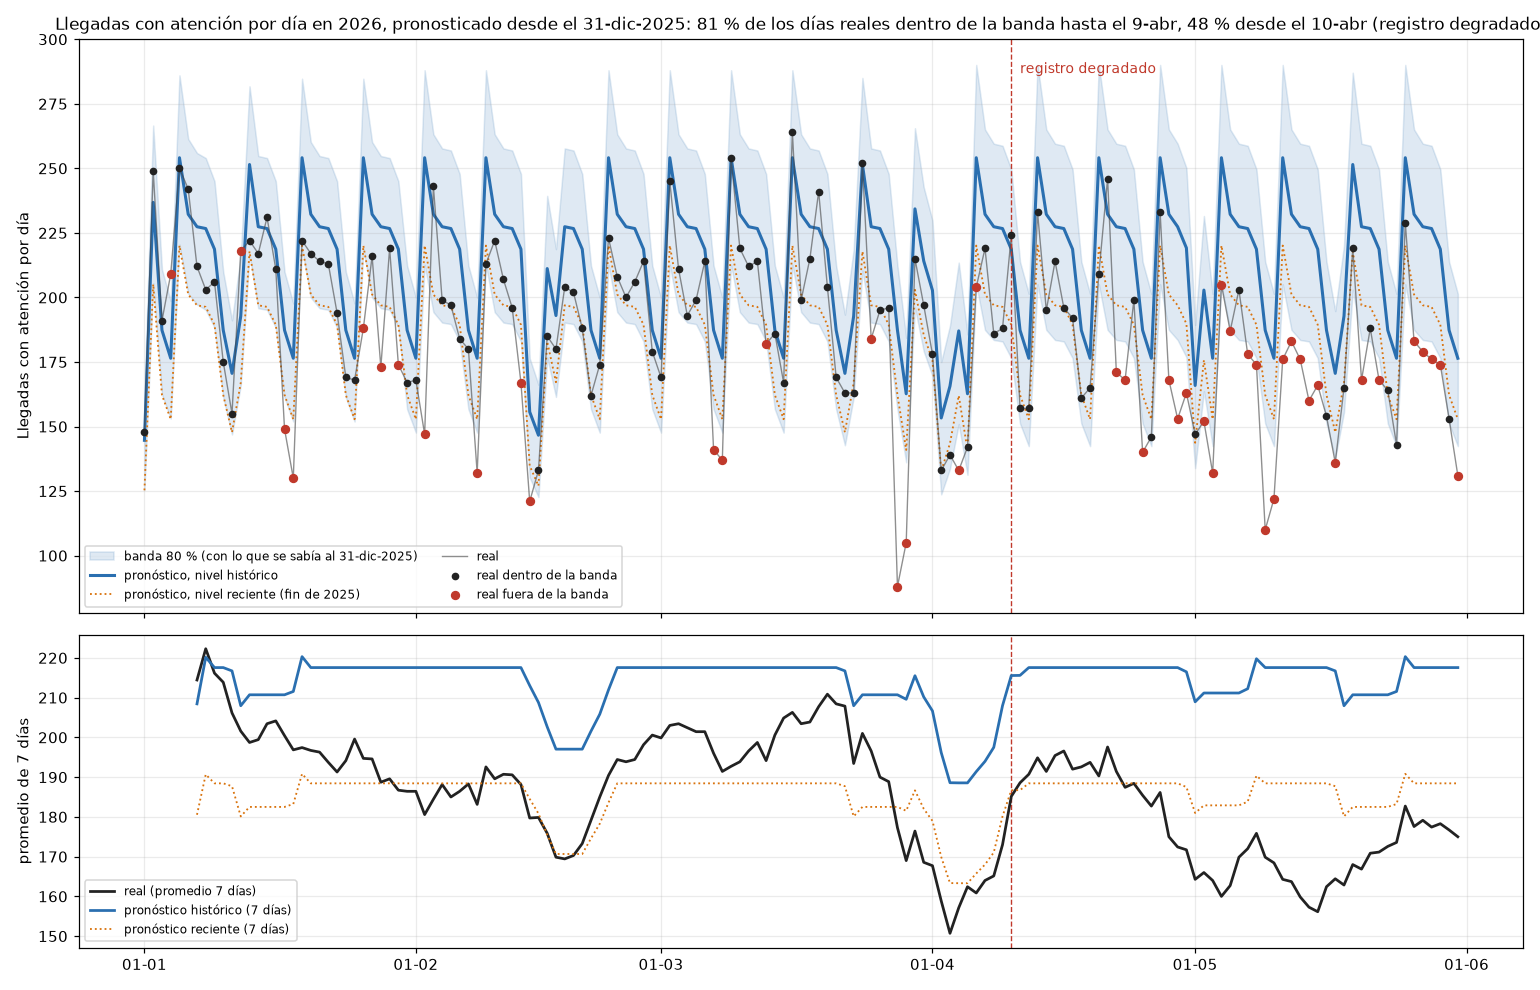 Llegadas con atención por día en 2026, pronosticado desde el 31-dic-2025: 81 % de los días reales dentro de la banda hasta el 9-abr, 48 % desde el 10-abr (registro degradado
300
275
250
225
200
175
150
125
100
Llegadas con atención por día
registro degradado
banda 80 % (con lo que se sabía al 31-dic-2025)
pronóstico, nivel histórico
pronóstico, nivel reciente (fin de 2025)
real
real dentro de la banda
real fuera de la banda
220
210
200
190
180
170
160
150
promedio de 7 días
real (promedio 7 días)
pronóstico histórico (7 días)
pronóstico reciente (7 días)
01-01
01-02
01-03
01-04
01-05
01-06